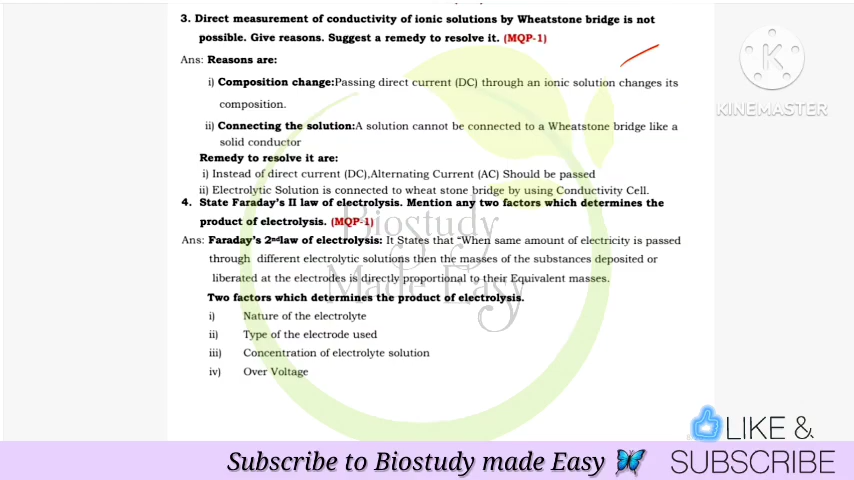 3. Direct measurement of conductivity of ionic solutions by Wheatstone bridge is not
possible. Give reasons. Suggest a remedy to resolve it. (MQP-1)
Ans: Reasons are:
i) Composition change:Passing direct current (DC) through an ionic solution changes its
composition.
ii) Connecting the solution:A solution cannot be connected to a Wheatstone bridge like a
solid conductor
Remedy to resolve it are:
i) Instead of direct current (DC),Alternating Current (AC) Should be passed
ii) Electrolytic Solution is connected to wheat stone bridge by using Conductivity Cell.
4. State Faraday's II law of electrolysis. Mention any two factors which determines the
product of electrolysis. (MQP-1)
Ans: Faraday's 2nd law of electrolysis: It States that "When same amount of electricity is passed
through different electrolytic solutions then the masses of the substances deposited or
liberated at the electrodes is directly proportional to their Equivalent masses.
Two factors which determines the product of electrolysis.
i) Nature of the electrolyte
ii) Type of the electrode used
iii) Concentration of electrolyte solution
iv) Over Voltage
Biostudy
Made Easy
K
KINEMASTER
LIKE &
SUBSCRIBE
Subscribe to Biostudy made Easy